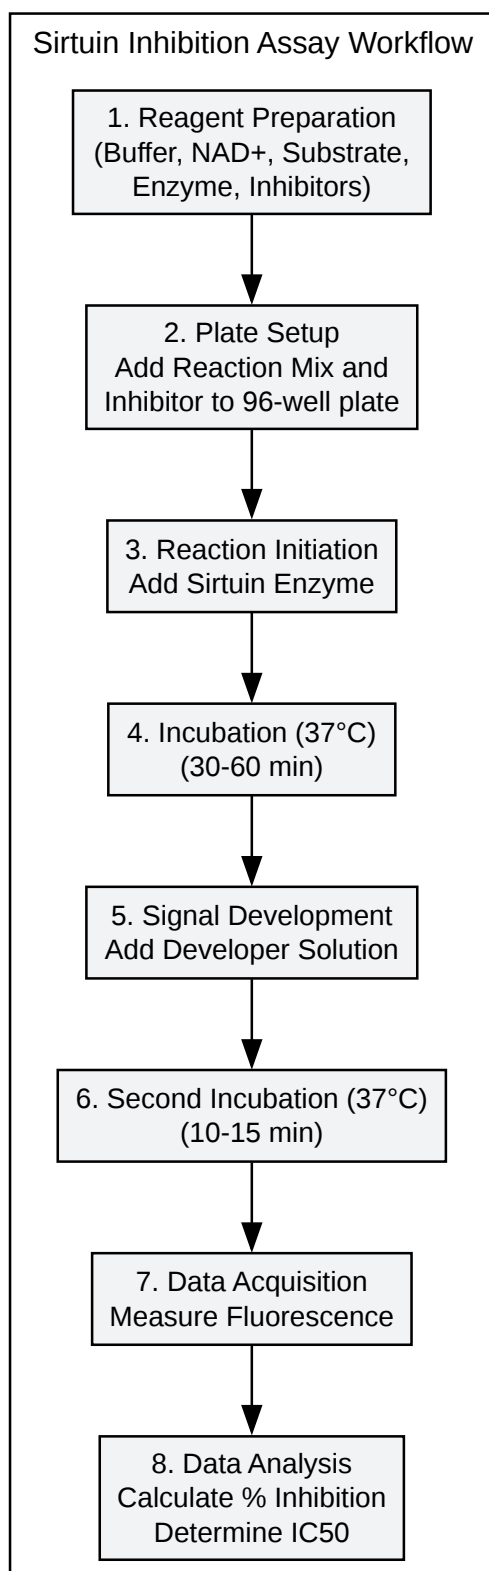 Sirtuin Inhibition Assay Workflow
1. Reagent Preparation
(Buffer, NAD+, Substrate,
Enzyme, Inhibitors)
2. Plate Setup
Add Reaction Mix and
Inhibitor to 96-well plate
3. Reaction Initiation
Add Sirtuin Enzyme
4. Incubation (37°C)
(30-60 min)
5. Signal Development
Add Developer Solution
6. Second Incubation (37°C)
(10-15 min)
7. Data Acquisition
Measure Fluorescence
8. Data Analysis
Calculate % Inhibition
Determine IC50